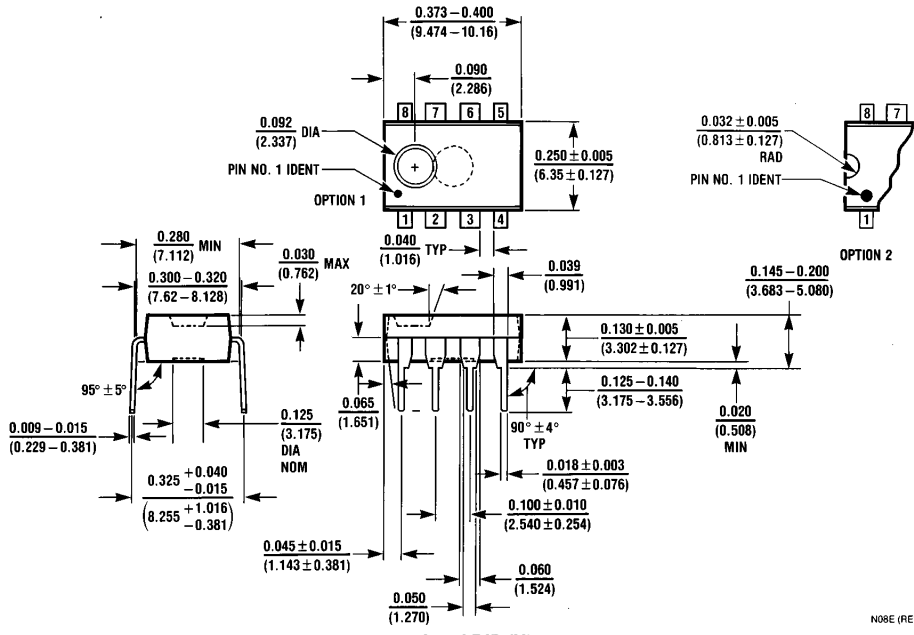 0.373 – 0.400
(9.474 – 10.16)
0.090
(2.286)
8 7 6 5
0.092 DIA
(2.337)
PIN NO. 1 IDENT
OPTION 1
1 2 3 4
0.250 ± 0.005
(6.35 ± 0.127)
0.032 ± 0.005
(0.813 ± 0.127)
RAD
PIN NO. 1 IDENT
8 7
1
OPTION 2
0.280 MIN
(7.112)
0.030 MAX
(0.762)
0.300 – 0.320
(7.62 – 8.128)
0.040 TYP
(1.016)
0.039
(0.991)
0.145 – 0.200
(3.683 – 5.080)
20° ± 1°
0.130 ± 0.005
(3.302 ± 0.127)
95° ± 5°
0.065
(1.651)
0.125 – 0.140
(3.175 – 3.556)
90° ± 4°
TYP
0.020
(0.508)
MIN
0.009 – 0.015
(0.229 – 0.381)
0.125
(3.175)
DIA
NOM
0.018 ± 0.003
(0.457 ± 0.076)
0.325 +0.040
–0.015
(8.255 +1.016
–0.381)
0.100 ± 0.010
(2.540 ± 0.254)
0.045 ± 0.015
(1.143 ± 0.381)
0.060
(1.524)
0.050
(1.270)
N08E (RE